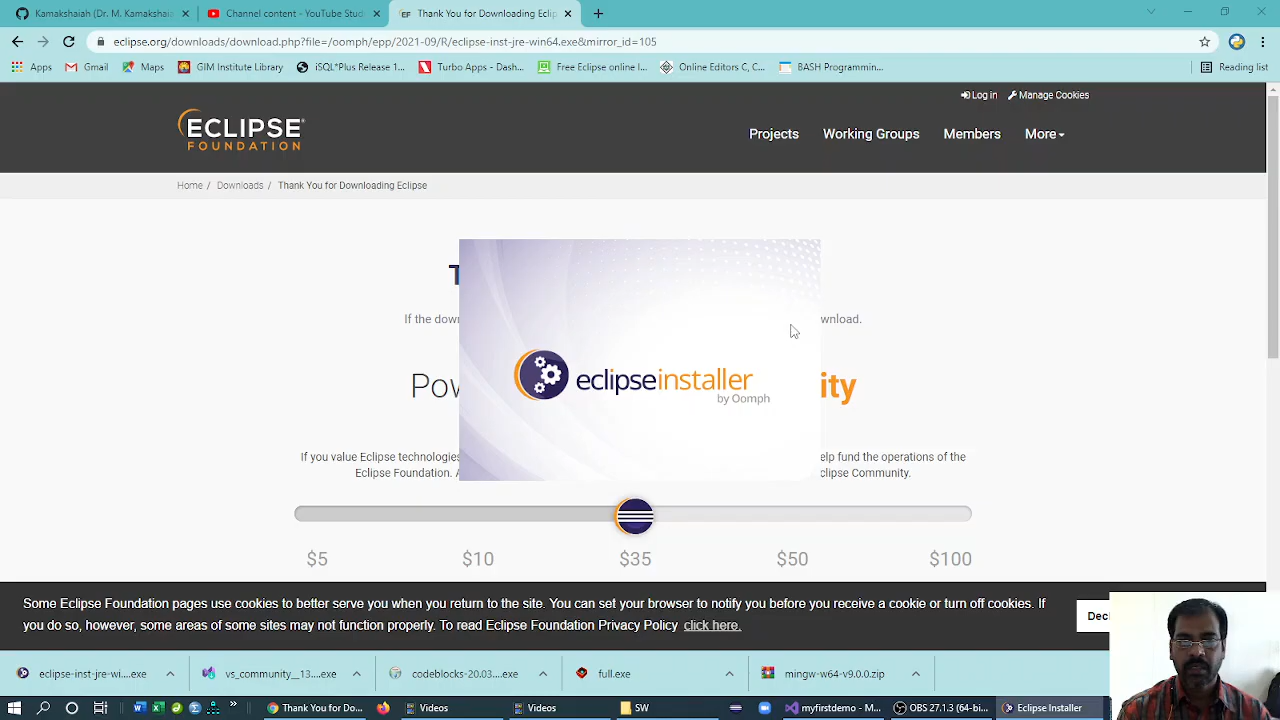 Kamakshaiah (Dr. M. Kamakshaia
Channel content - YouTube Stud
Thank You for Downloading Eclip
eclipse.org/downloads/download.php?file=/oomph/epp/2021-09/R/eclipse-inst-jre-win64.exe&mirror_id=105
Apps
Gmail
Maps
GIM Institute Library
iSQL*Plus Release 1...
Turbo Apps - Dash...
Free Eclipse online I...
Online Editors C, C...
BASH Programmin...
Reading list
Log in
Manage Cookies
ECLIPSE
FOUNDATION
Projects
Working Groups
Members
More
Home / Downloads / Thank You for Downloading Eclipse
T
If the down
wnload.
eclipseinstaller
by Oomph
Pow
ity
If you value Eclipse technologies
help fund the operations of the
Eclipse Foundation. A
clipse Community.
$5
$10
$35
$50
$100
Some Eclipse Foundation pages use cookies to better serve you when you return to the site. You can set your browser to notify you before you receive a cookie or turn off cookies. If
you do so, however, some areas of some sites may not function properly. To read Eclipse Foundation Privacy Policy click here.
Decl
eclipse-inst-jre-wi....exe
vs_community__13....exe
codeblocks-20.03....exe
full.exe
mingw-w64-v9.0.0.zip
Thank You for Do...
Videos
Videos
SW
myfirstdemo - M...
OBS 27.1.3 (64-bi...
Eclipse Installer